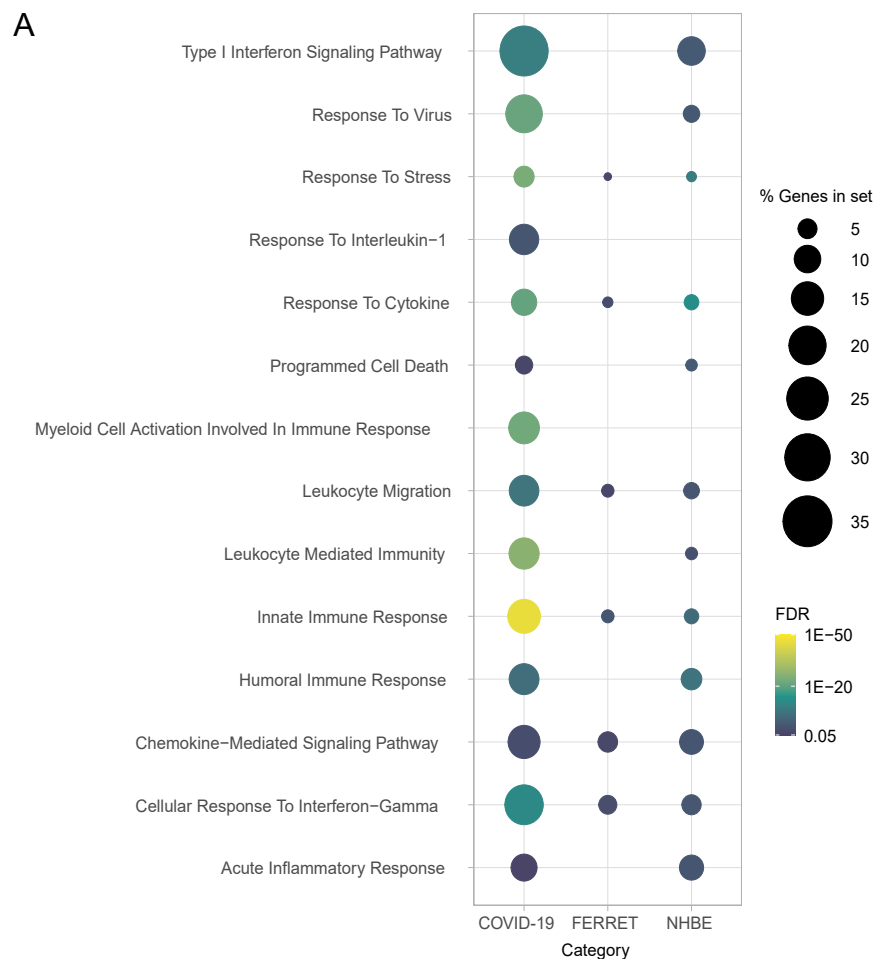 A
Type I Interferon Signaling Pathway
Response To Virus
Response To Stress
Response To Interleukin−1
Response To Cytokine
Programmed Cell Death
Myeloid Cell Activation Involved In Immune Response
Leukocyte Migration
Leukocyte Mediated Immunity
Innate Immune Response
Humoral Immune Response
Chemokine−Mediated Signaling Pathway
Cellular Response To Interferon−Gamma
Acute Inflammatory Response
COVID-19 FERRET NHBE
Category
% Genes in set
5
10
15
20
25
30
35
FDR
1E−50
1E−20
0.05